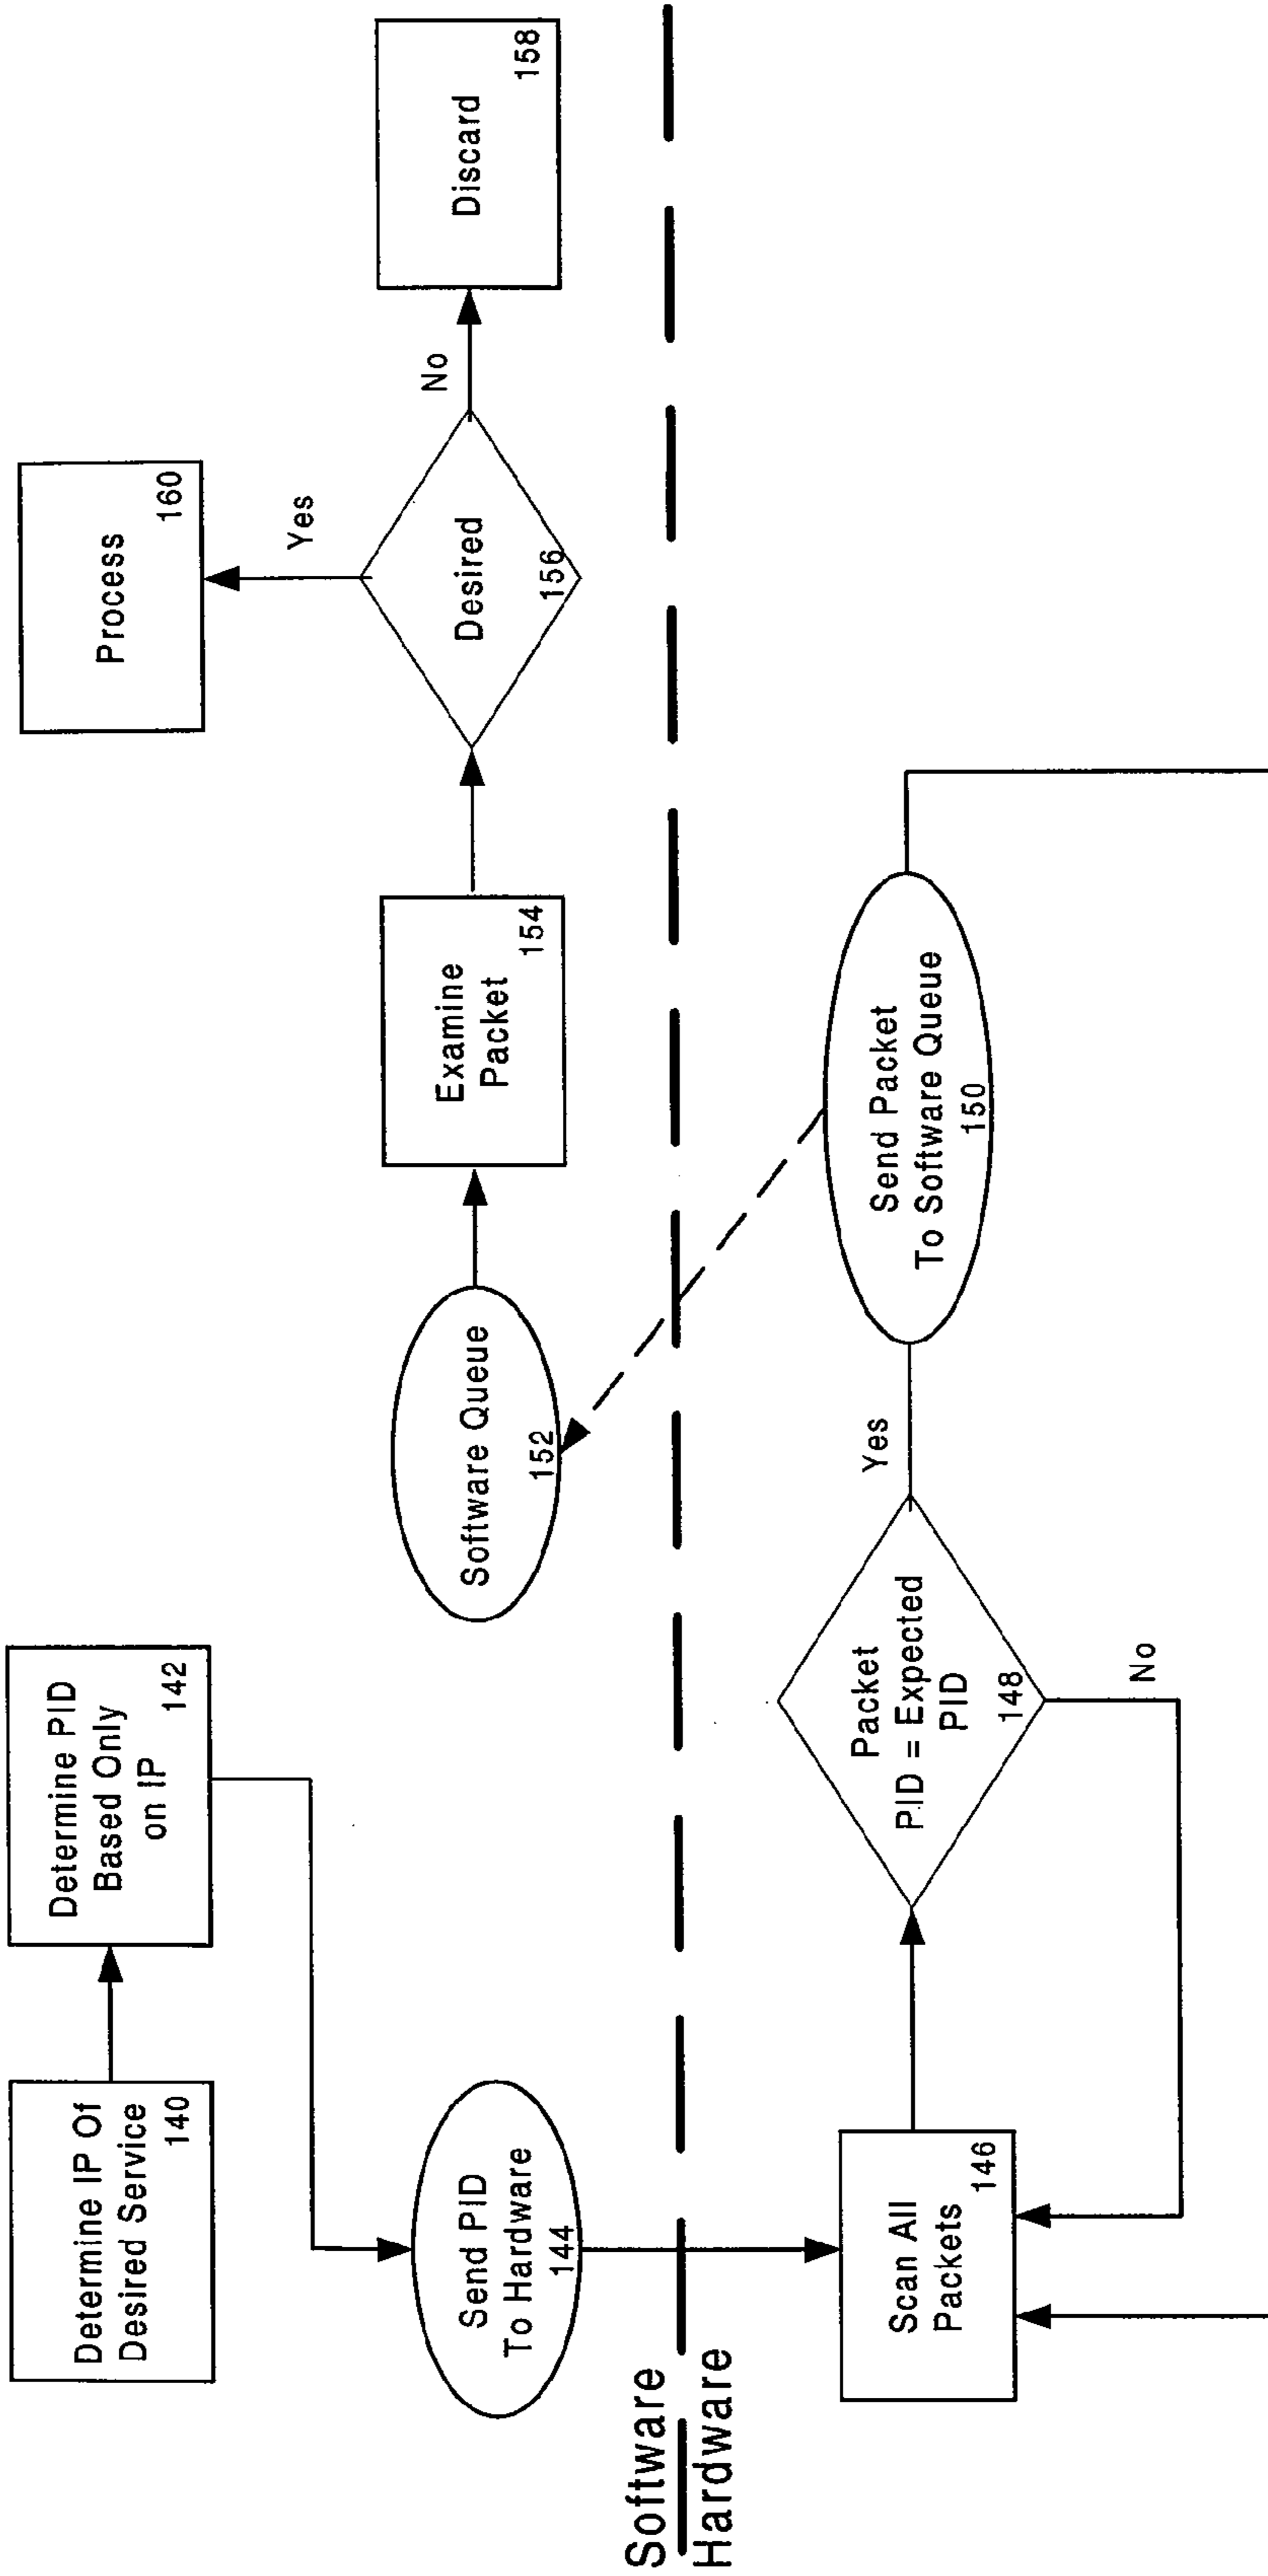 Determine IP Of
Desired Service
140
Determine PID
Based Only
on IP
142
Send PID
To Hardware
144
Software Queue
152
Examine
Packet
154
Desired
156
Yes
No
Process
160
Discard
158
Software
Hardware
Scan All
Packets
146
Packet
PID = Expected
PID
148
Yes
No
Send Packet
To Software Queue
150